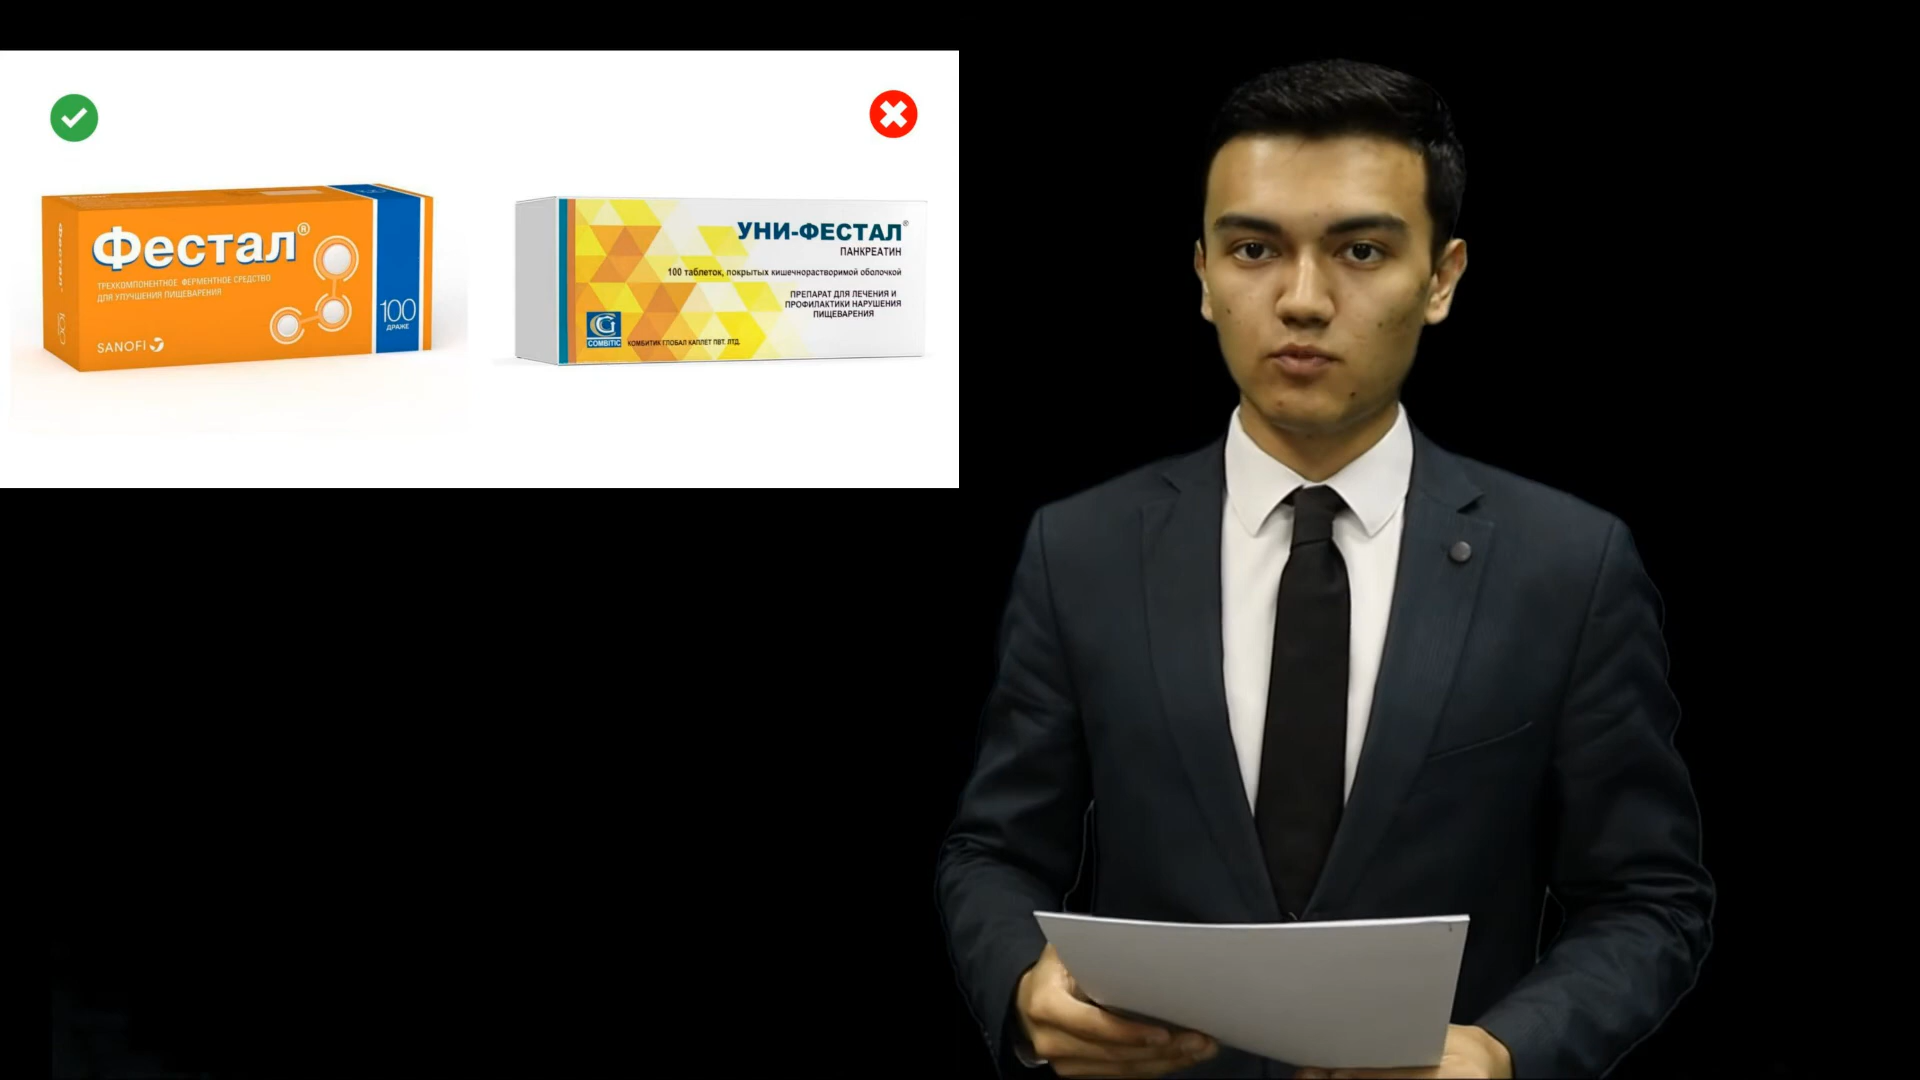 Фестал®
ТРЕХКОМПОНЕНТНОЕ ФЕРМЕНТНОЕ СРЕДСТВО
ДЛЯ УЛУЧШЕНИЯ ПИЩЕВАРЕНИЯ
100
ДРАЖЕ
SANOFI
УНИ-ФЕСТАЛ®
ПАНКРЕАТИН
100 таблеток, покрытых кишечнорастворимой оболочкой
ПРЕПАРАТ ДЛЯ ЛЕЧЕНИЯ И
ПРОФИЛАКТИКИ НАРУШЕНИЯ
ПИЩЕВАРЕНИЯ
COMBITIC
КОМБИТИК ГЛОБАЛ КАПЛЕТ ПВТ. ЛТД.